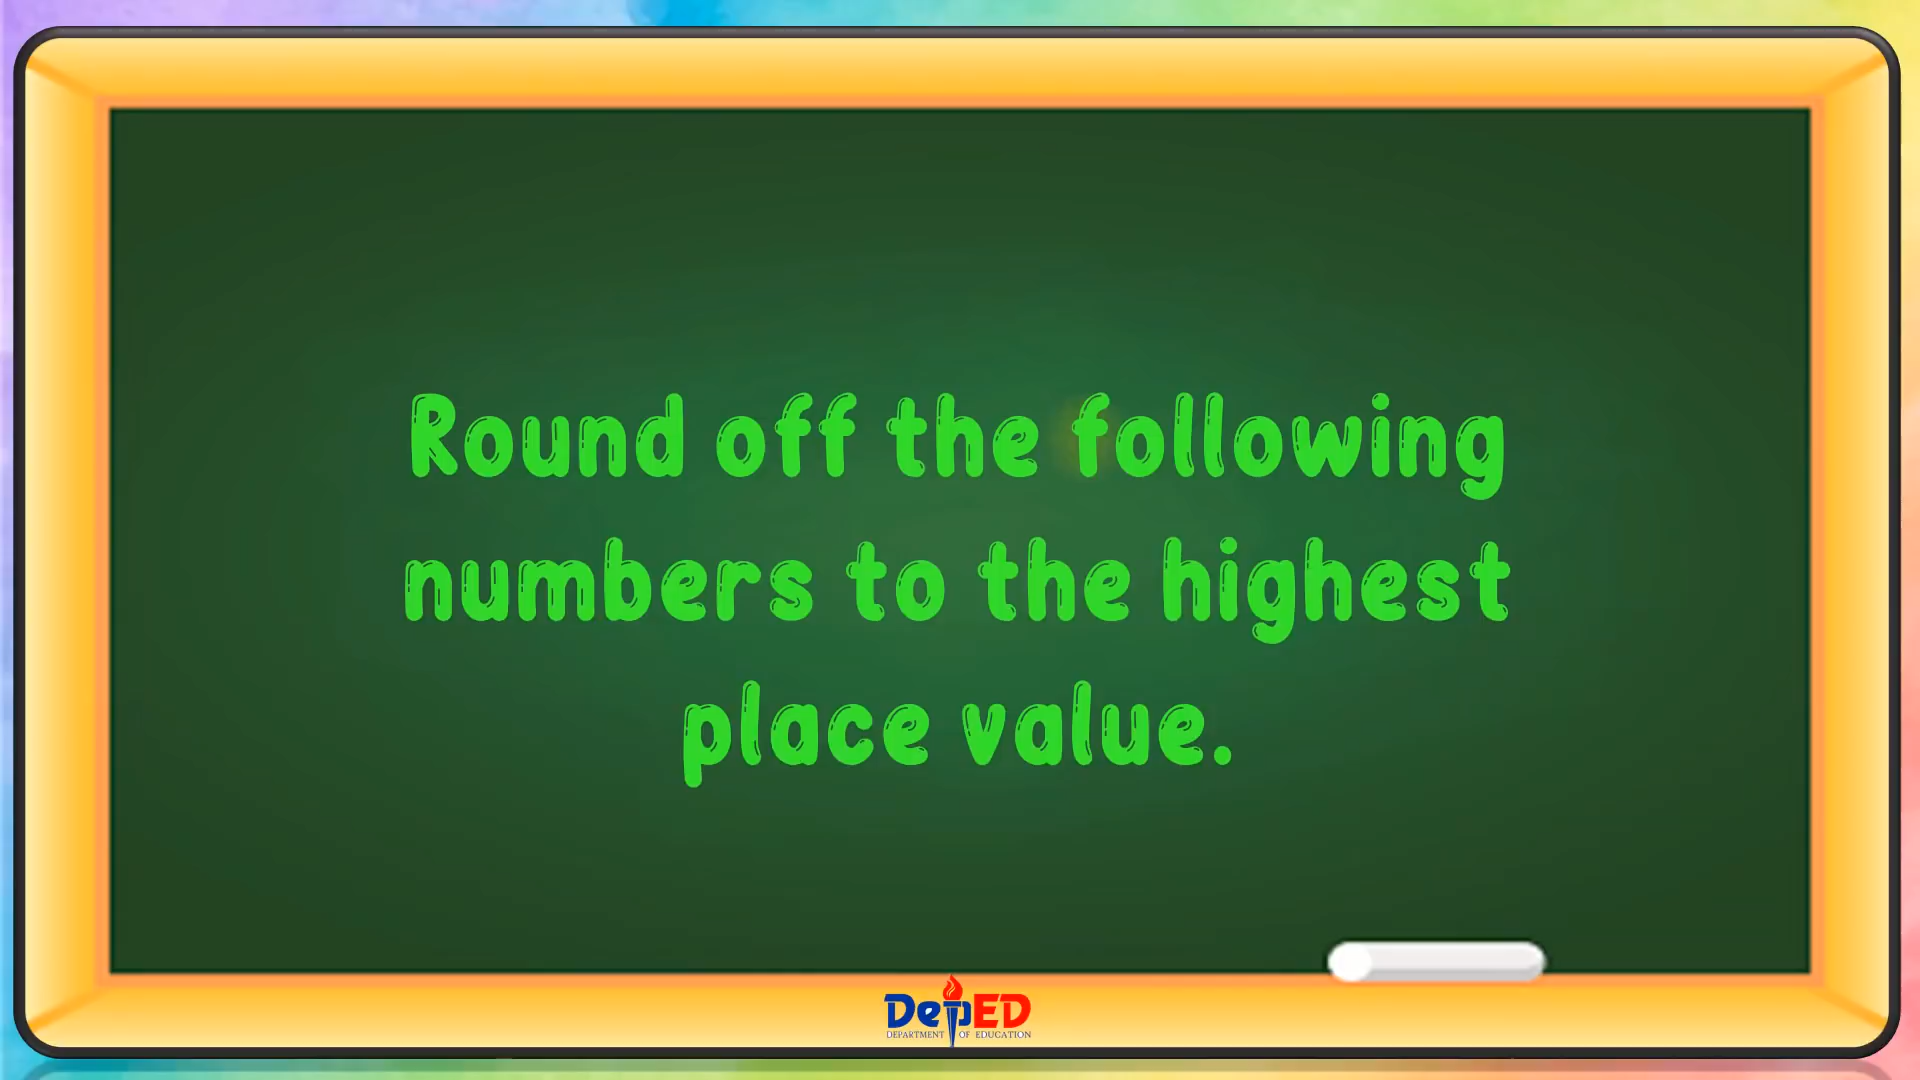 Round off the following
numbers to the highest
place value.
DepED
DEPARTMENT OF EDUCATION